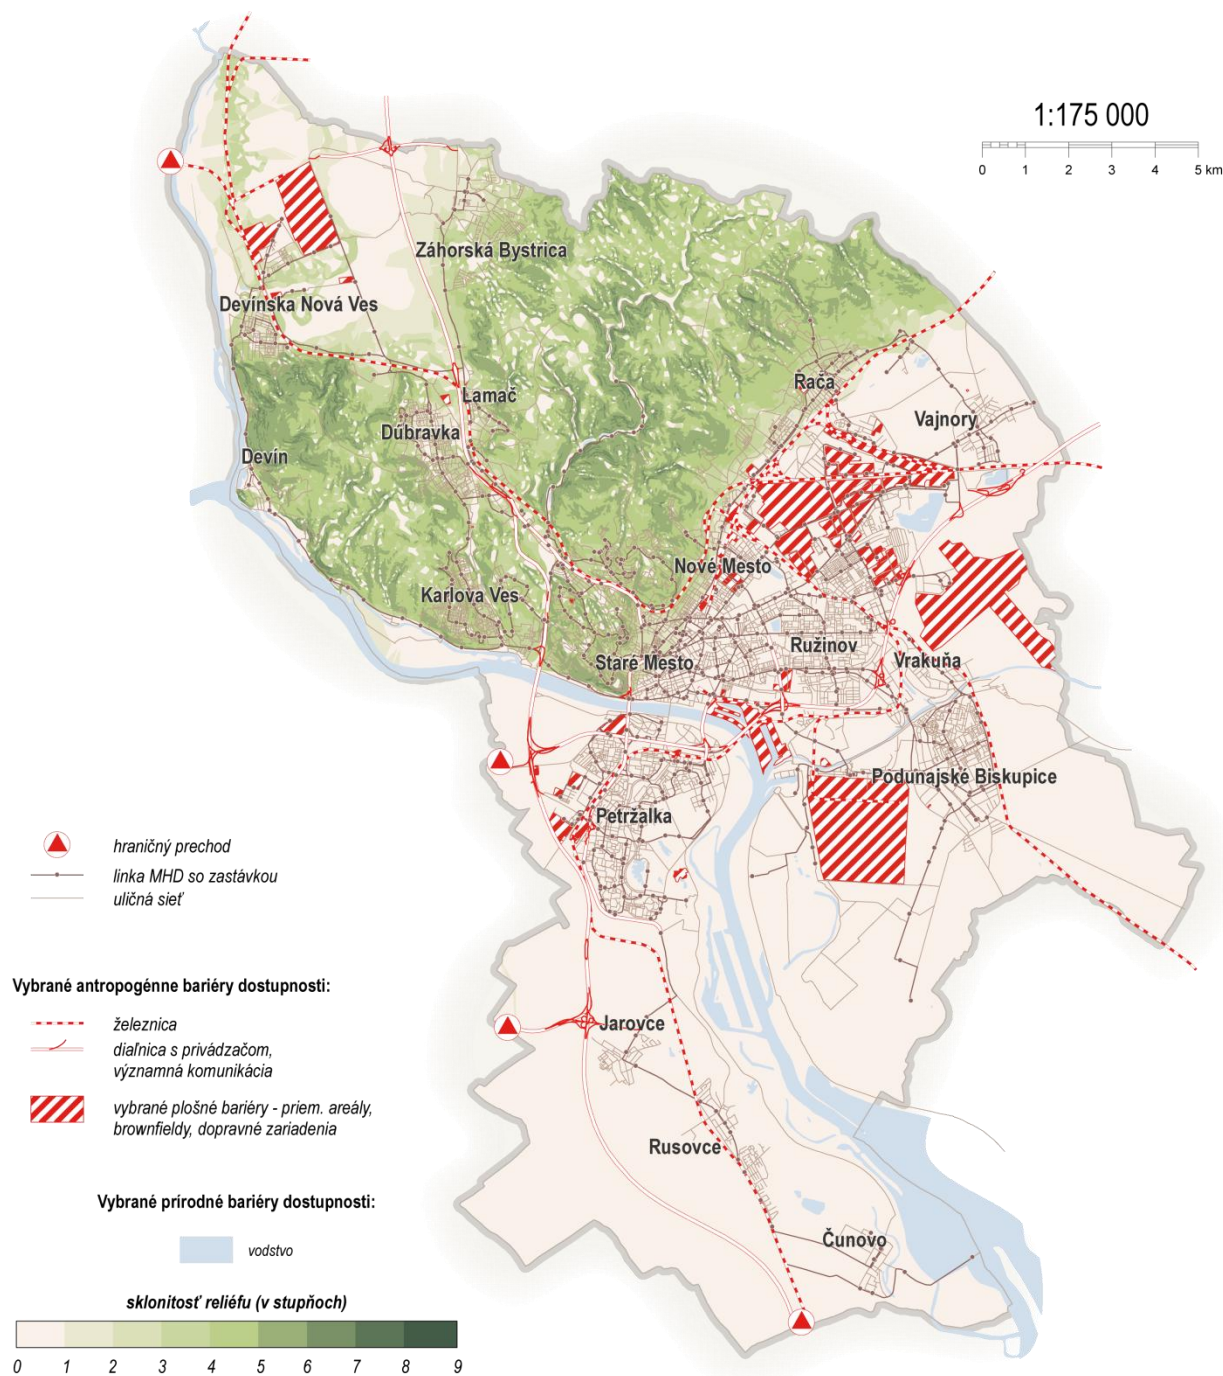 1:175 000
0 1 2 3 4 5 km
Záhorská Bystrica
Devínska Nová Ves
Rača
Lamač
Vajnory
Dúbravka
Devín
Nové Mesto
Karlova Ves
Ružinov
Staré Mesto
Vrakuňa
Podunajské Biskupice
Petržalka
Jarovce
Rusovce
Čunovo
hraničný prechod
linka MHD so zastávkou
uličná sieť
Vybrané antropogénne bariéry dostupnosti:
železnica
diaľnica s privádzačom,
významná komunikácia
vybrané plošné bariéry - priem. areály,
brownfieldy, dopravné zariadenia
Vybrané prírodné bariéry dostupnosti:
vodstvo
sklonitosť reliéfu (v stupňoch)
0 1 2 3 4 5 6 7 8 9